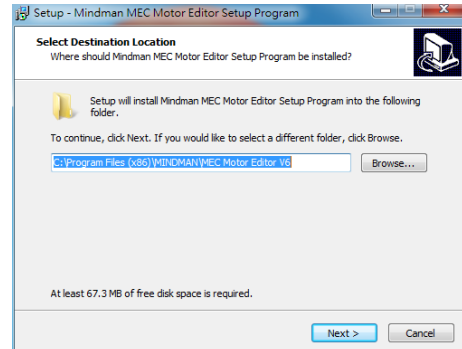 Setup - Mindman MEC Motor Editor Setup Program
Select Destination Location
Where should Mindman MEC Motor Editor Setup Program be installed?
Setup will install Mindman MEC Motor Editor Setup Program into the following
folder.
To continue, click Next. If you would like to select a different folder, click Browse.
C:\Program Files (x86)\MINDMAN\MEC Motor Editor V6
Browse...
At least 67.3 MB of free disk space is required.
Next >
Cancel